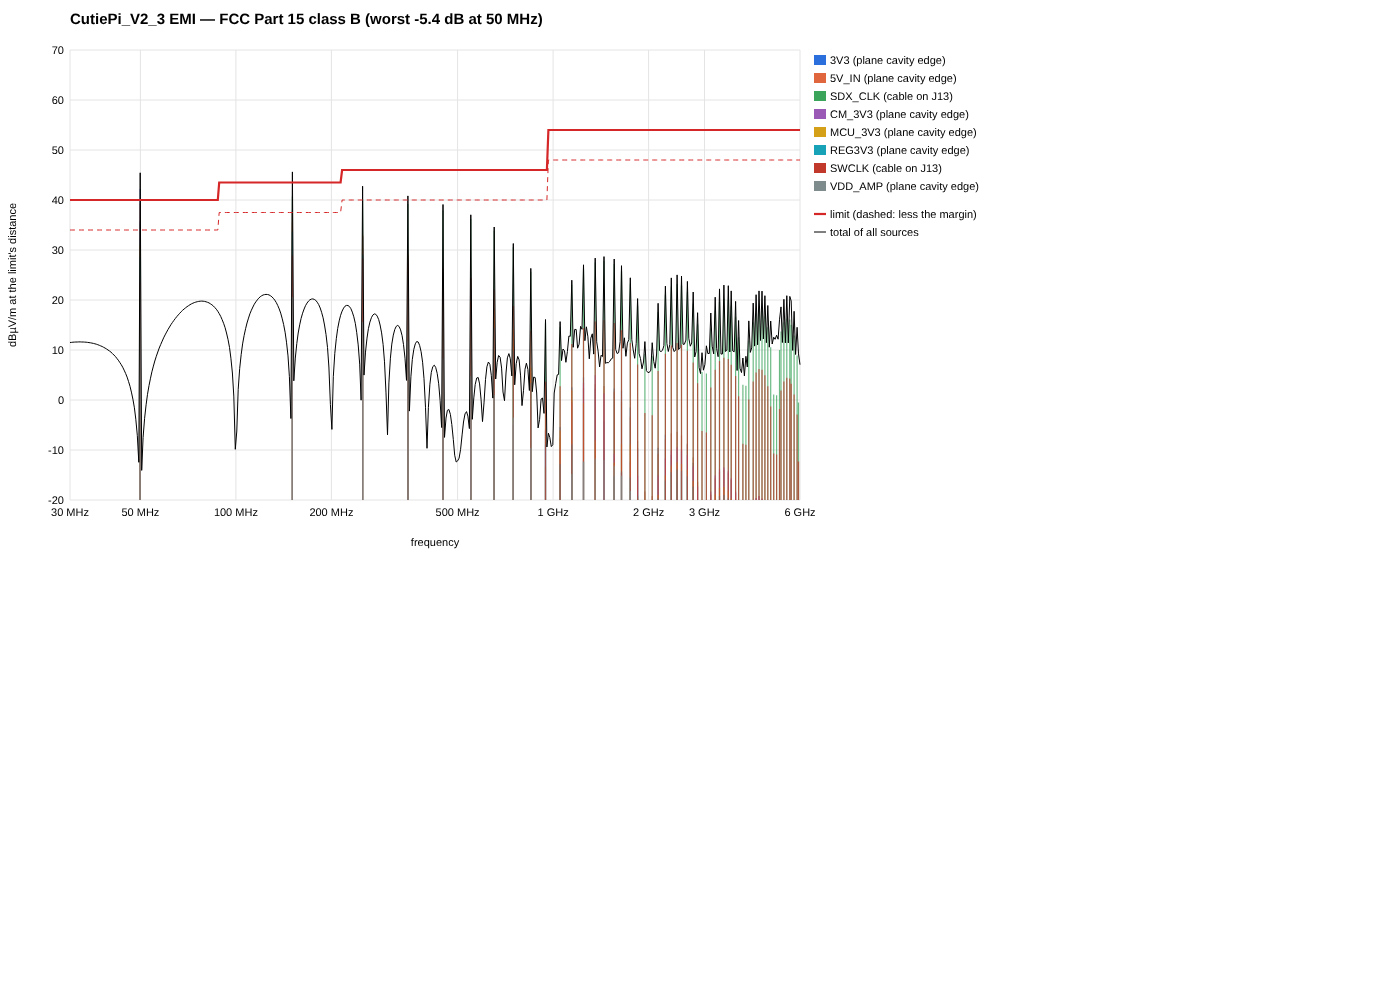 CutiePi_V2_3 EMI — FCC Part 15 class B (worst -5.4 dB at 50 MHz)
70
60
50
40
30
20
10
0
-10
-20
dBµV/m at the limit's distance
30 MHz 50 MHz 100 MHz 200 MHz 500 MHz 1 GHz 2 GHz 3 GHz 6 GHz
frequency
3V3 (plane cavity edge)
5V_IN (plane cavity edge)
SDX_CLK (cable on J13)
CM_3V3 (plane cavity edge)
MCU_3V3 (plane cavity edge)
REG3V3 (plane cavity edge)
SWCLK (cable on J13)
VDD_AMP (plane cavity edge)
limit (dashed: less the margin)
total of all sources